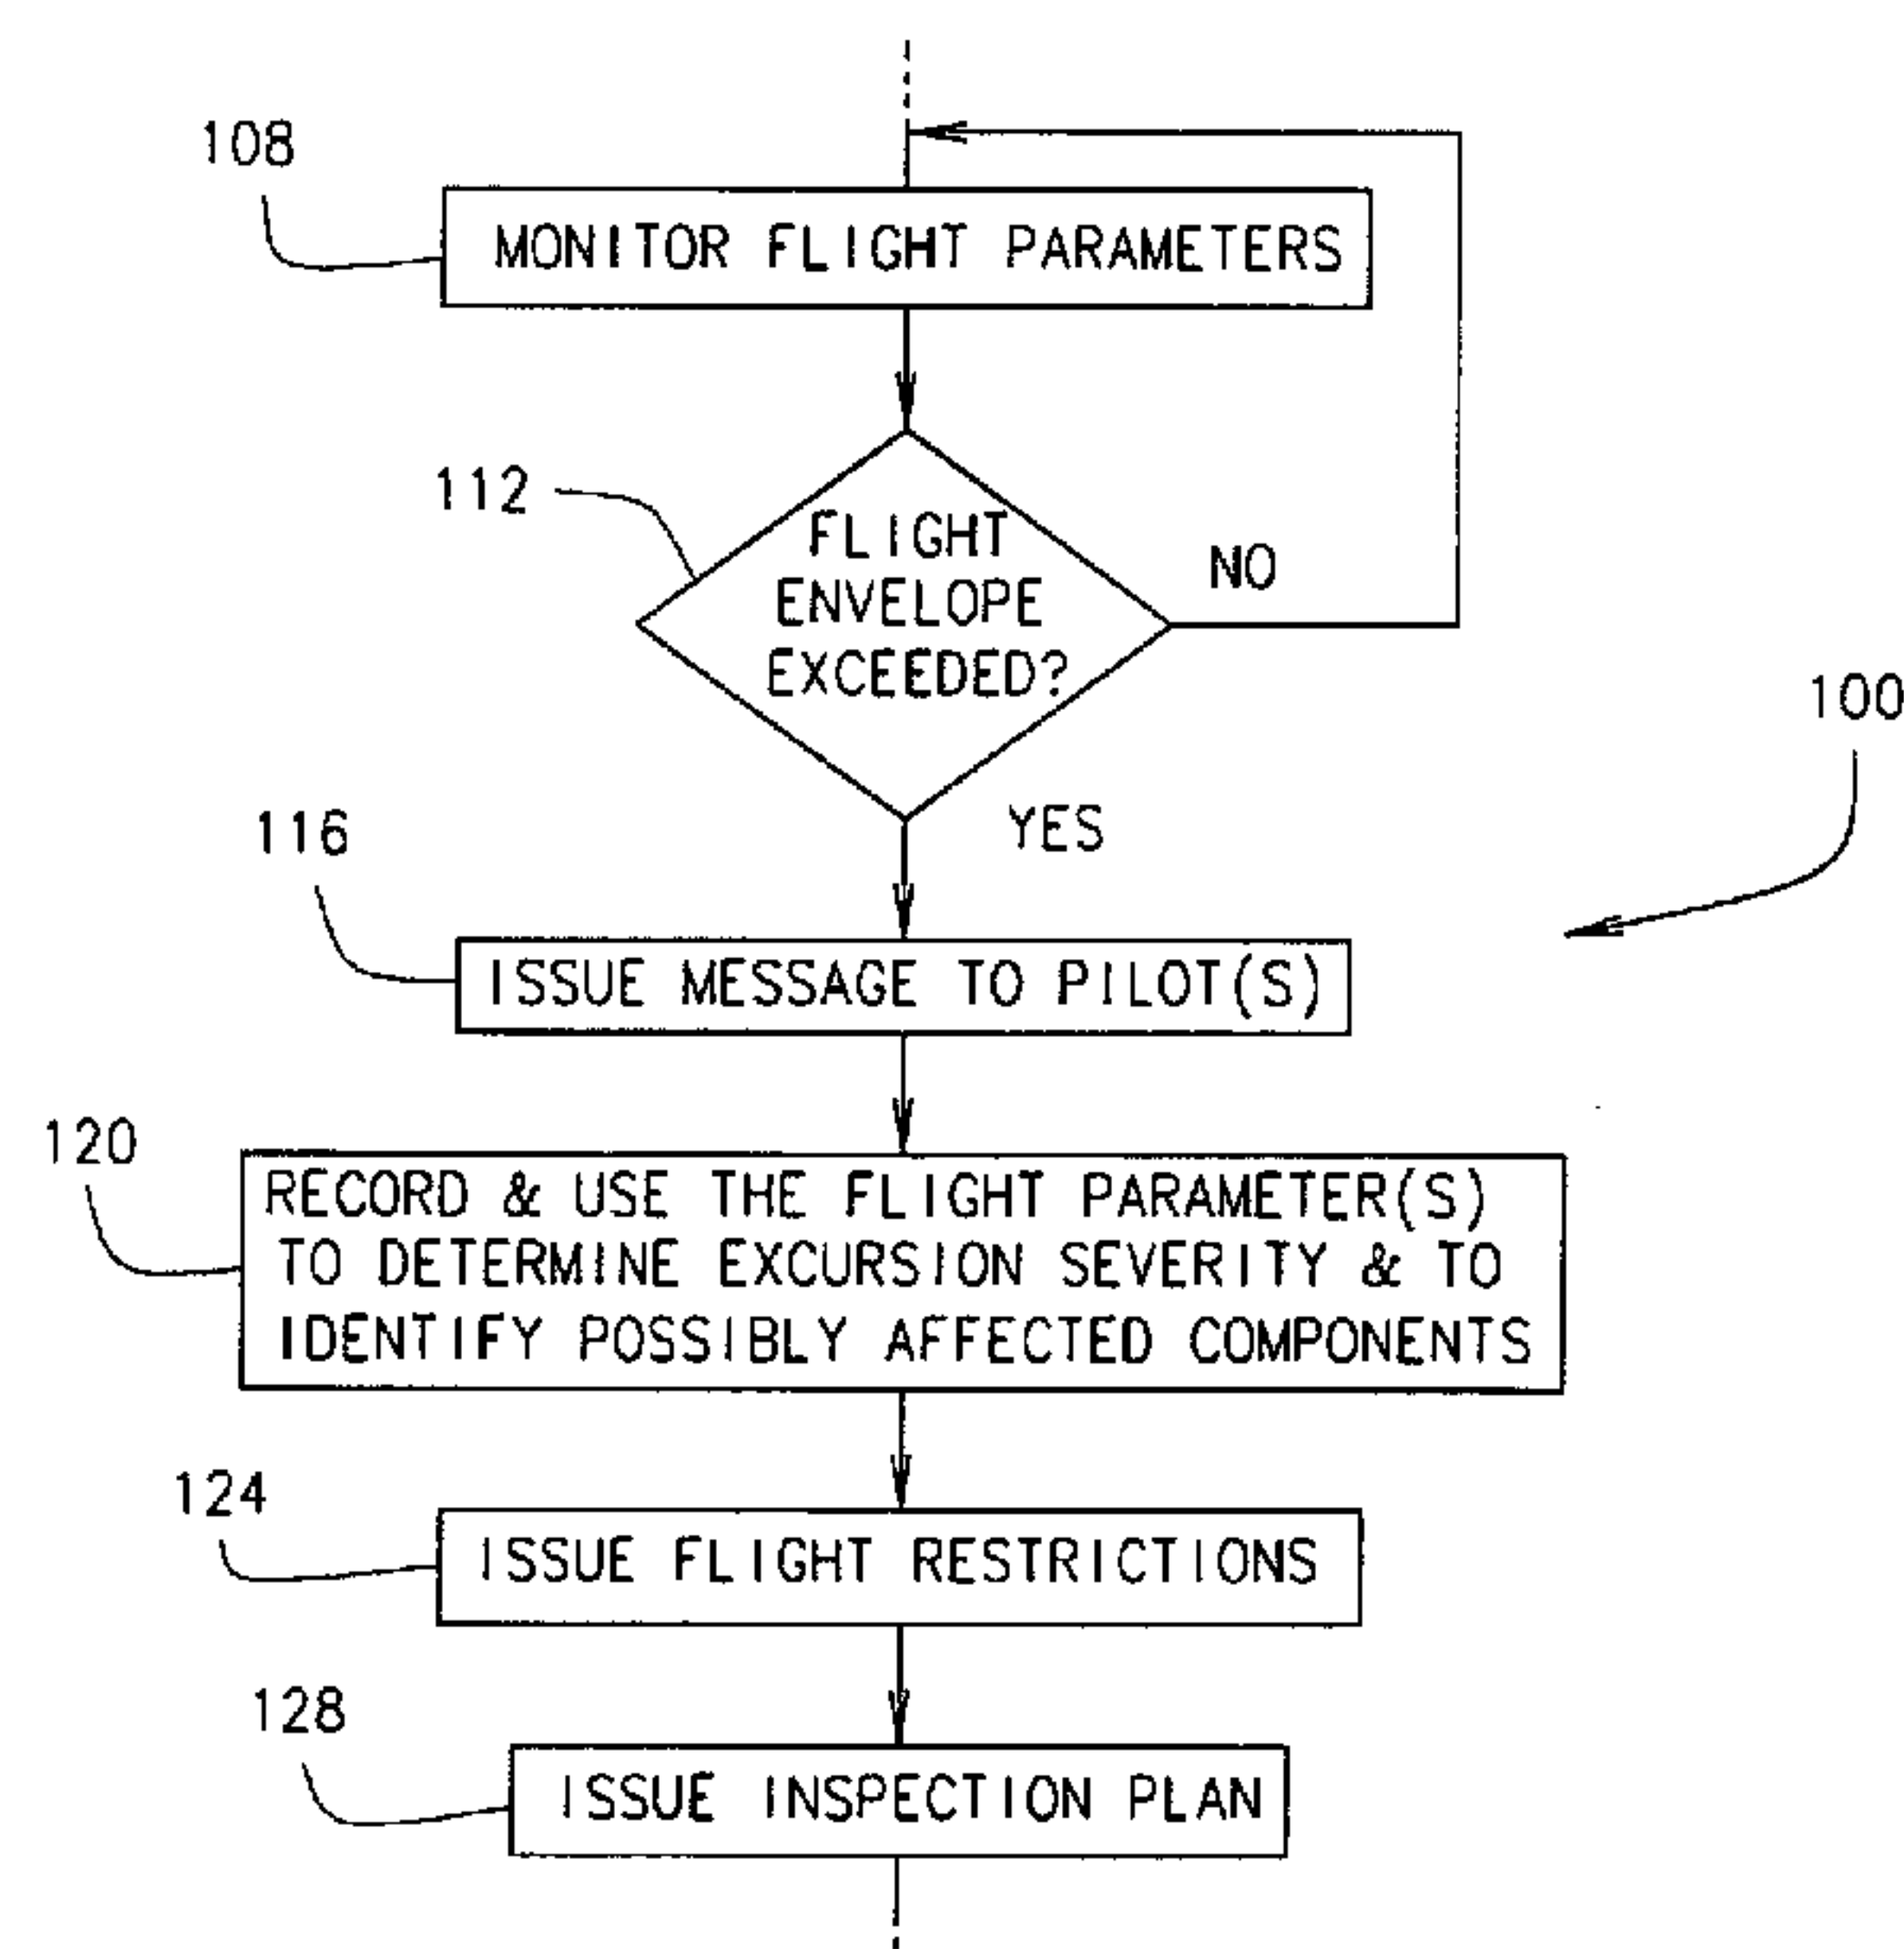 108
MONITOR FLIGHT PARAMETERS
112
FLIGHT
ENVELOPE
EXCEEDED?
NO
100
YES
116
ISSUE MESSAGE TO PILOT(S)
120
RECORD & USE THE FLIGHT PARAMETER(S)
TO DETERMINE EXCURSION SEVERITY & TO
IDENTIFY POSSIBLY AFFECTED COMPONENTS
124
ISSUE FLIGHT RESTRICTIONS
128
ISSUE INSPECTION PLAN